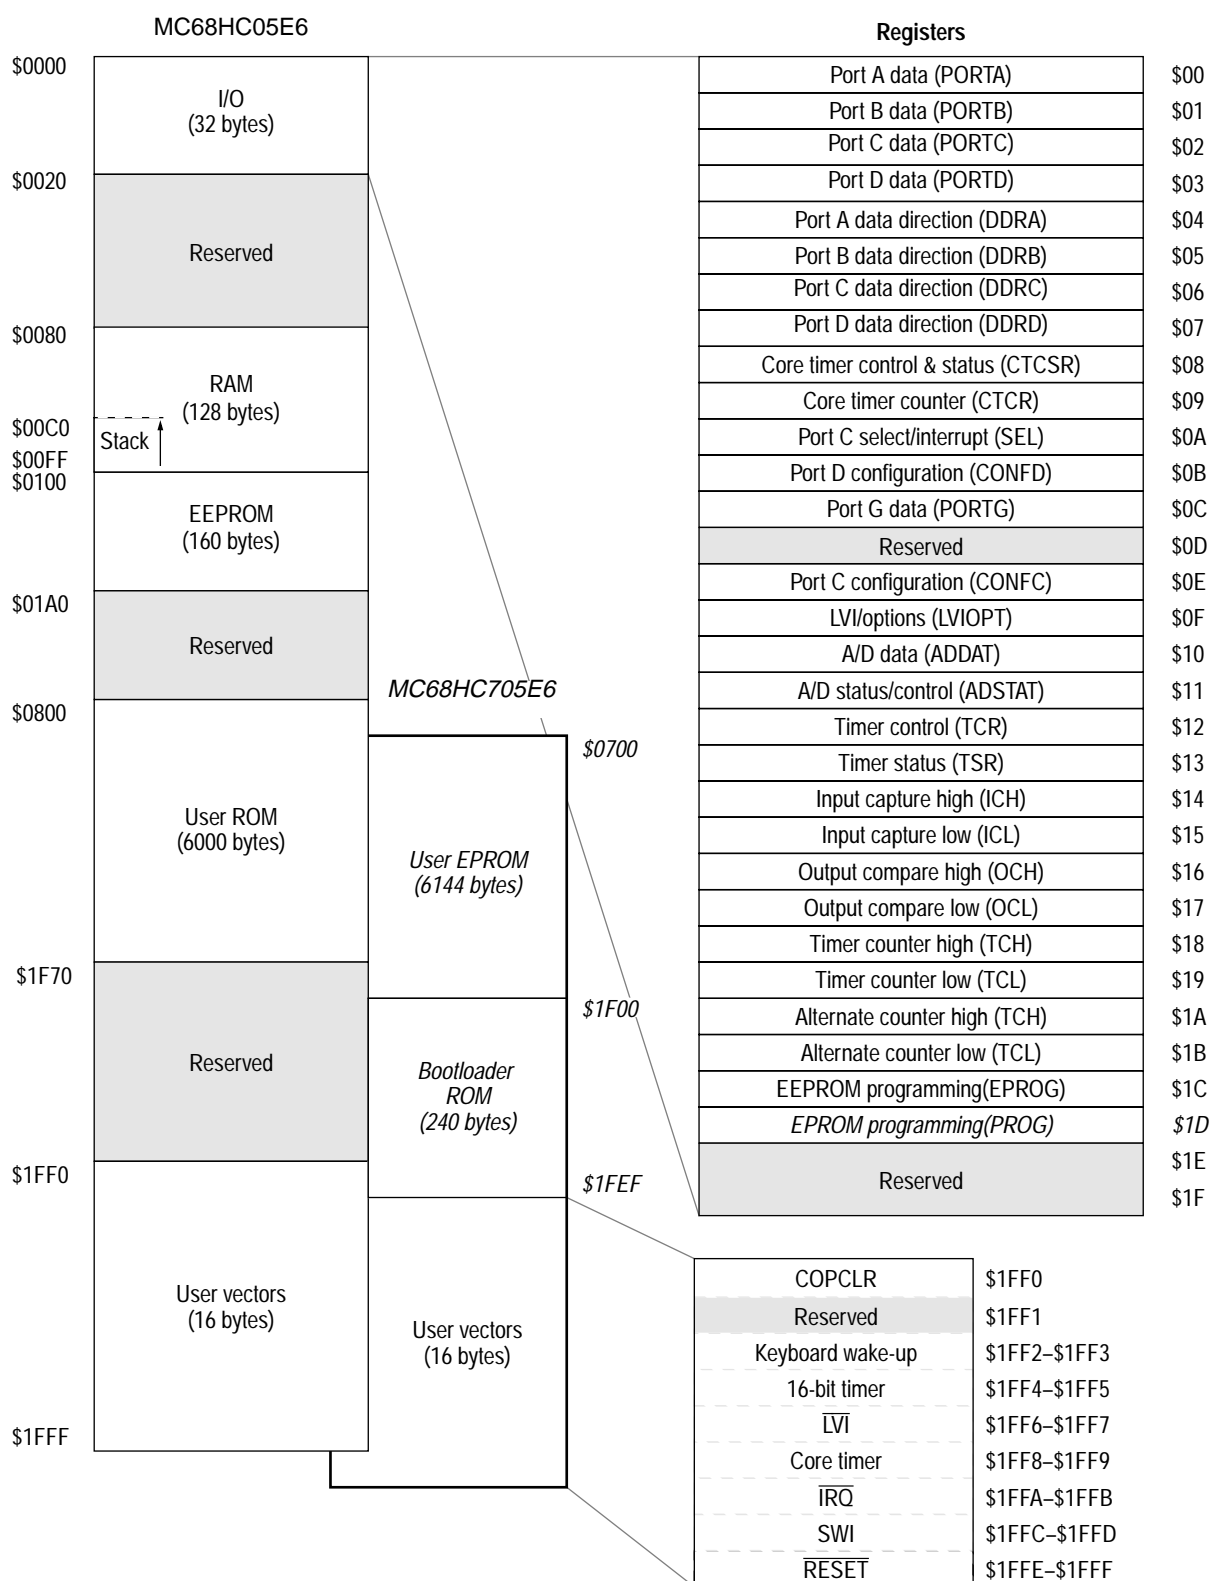 MC68HC05E6
$0000
I/O
(32 bytes)
$0020
Reserved
$0080
RAM
(128 bytes)
$00C0
Stack
$00FF
$0100
EEPROM
(160 bytes)
$01A0
Reserved
$0800
User ROM
(6000 bytes)
$1F70
Reserved
$1FF0
User vectors
(16 bytes)
$1FFF
MC68HC705E6
$0700
User EPROM
(6144 bytes)
$1F00
Bootloader
ROM
(240 bytes)
$1FEF
User vectors
(16 bytes)
Registers
Port A data (PORTA) $00
Port B data (PORTB) $01
Port C data (PORTC) $02
Port D data (PORTD) $03
Port A data direction (DDRA) $04
Port B data direction (DDRB) $05
Port C data direction (DDRC) $06
Port D data direction (DDRD) $07
Core timer control & status (CTCSR) $08
Core timer counter (CTCR) $09
Port C select/interrupt (SEL) $0A
Port D configuration (CONFD) $0B
Port G data (PORTG) $0C
Reserved $0D
Port C configuration (CONFC) $0E
LVI/options (LVIOPT) $0F
A/D data (ADDAT) $10
A/D status/control (ADSTAT) $11
Timer control (TCR) $12
Timer status (TSR) $13
Input capture high (ICH) $14
Input capture low (ICL) $15
Output compare high (OCH) $16
Output compare low (OCL) $17
Timer counter high (TCH) $18
Timer counter low (TCL) $19
Alternate counter high (TCH) $1A
Alternate counter low (TCL) $1B
EEPROM programming(EPROG) $1C
EPROM programming(PROG) $1D
$1E
Reserved
$1F
COPCLR $1FF0
Reserved $1FF1
Keyboard wake-up $1FF2–$1FF3
16-bit timer $1FF4–$1FF5
LVI $1FF6–$1FF7
Core timer $1FF8–$1FF9
IRQ $1FFA–$1FFB
SWI $1FFC–$1FFD
RESET $1FFE–$1FFF